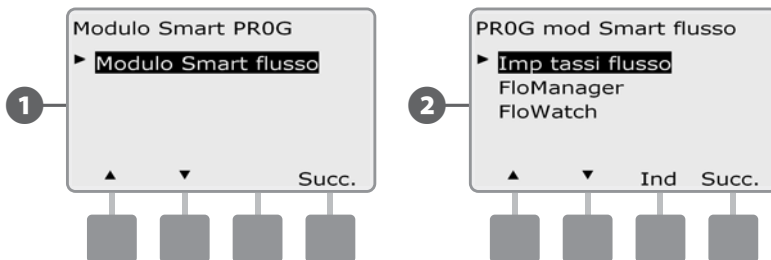 Modulo Smart PR0G
Modulo Smart flusso
1
▲ ▼ Succ.
PR0G mod Smart flusso
Imp tassi flusso
FloManager
FloWatch
2
▲ ▼ Ind Succ.